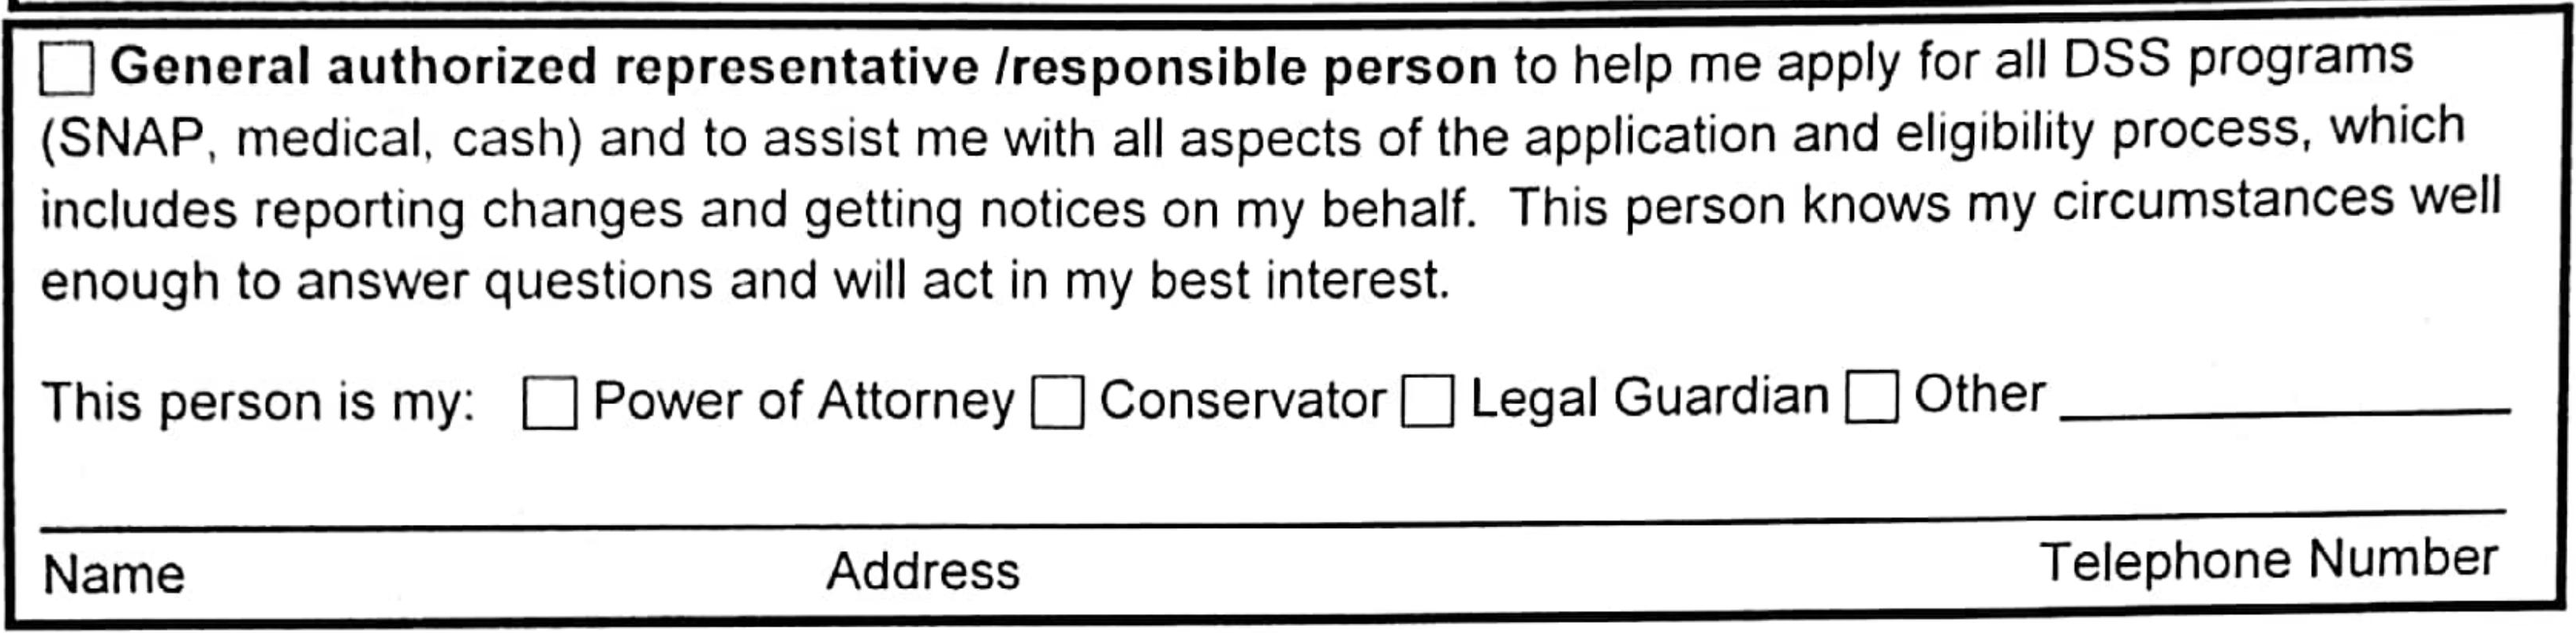 General authorized representative /responsible person to help me apply for all DSS programs
(SNAP, medical, cash) and to assist me with all aspects of the application and eligibility process, which
includes reporting changes and getting notices on my behalf. This person knows my circumstances well
enough to answer questions and will act in my best interest.
This person is my: Power of Attorney Conservator Legal Guardian Other
Name Address Telephone Number